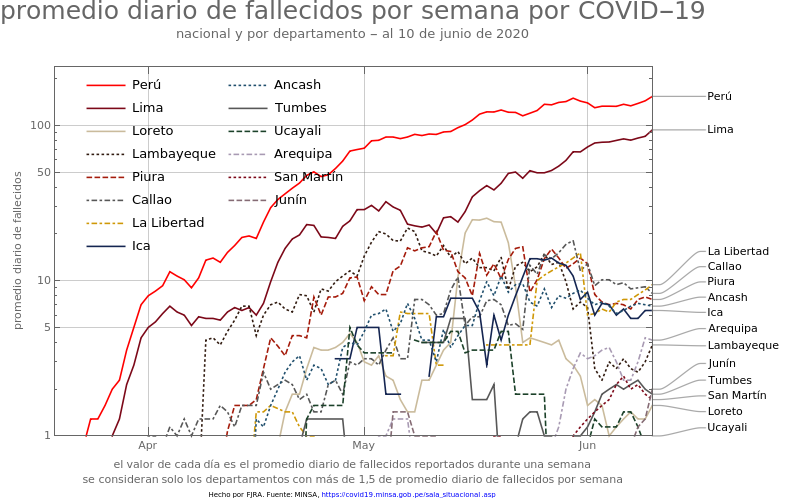 promedio diario de fallecidos por semana por COVID−19
nacional y por departamento − al 10 de junio de 2020
promedio diario de fallecidos
100
50
10
5
1
Perú
Lima
Loreto
Lambayeque
Piura
Callao
La Libertad
Ica
Ancash
Tumbes
Ucayali
Arequipa
San Martín
Junín
Perú
Lima
La Libertad
Callao
Piura
Ancash
Ica
Arequipa
Lambayeque
Junín
Tumbes
San Martín
Loreto
Ucayali
Apr
May
Jun
el valor de cada día es el promedio diario de fallecidos reportados durante una semana
se consideran solo los departamentos con más de 1,5 de promedio diario de fallecidos por semana
Hecho por FJRA. Fuente: MINSA, https://covid19.minsa.gob.pe/sala_situacional.asp